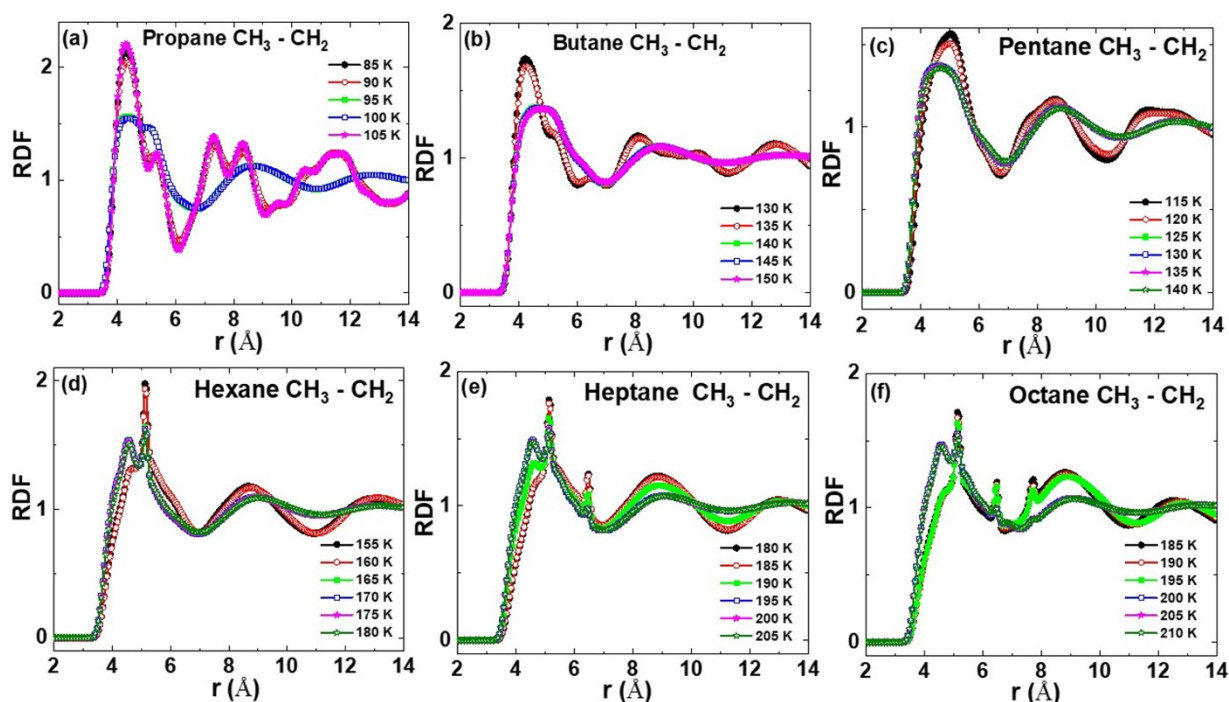 (a)
Propane CH₃ - CH₂
85 K
90 K
95 K
100 K
105 K
RDF
2
1
0
2 4 6 8 10 12 14
r (Å)
(b)
Butane CH₃ - CH₂
130 K
135 K
140 K
145 K
150 K
RDF
2
1
0
2 4 6 8 10 12 14
r (Å)
(c)
Pentane CH₃ - CH₂
115 K
120 K
125 K
130 K
135 K
140 K
RDF
1
0
2 4 6 8 10 12 14
r (Å)
(d)
Hexane CH₃ - CH₂
155 K
160 K
165 K
170 K
175 K
180 K
RDF
2
1
0
2 4 6 8 10 12 14
r (Å)
(e)
Heptane CH₃ - CH₂
180 K
185 K
190 K
195 K
200 K
205 K
RDF
2
1
0
2 4 6 8 10 12 14
r (Å)
(f)
Octane CH₃ - CH₂
185 K
190 K
195 K
200 K
205 K
210 K
RDF
2
1
0
2 4 6 8 10 12 14
r (Å)